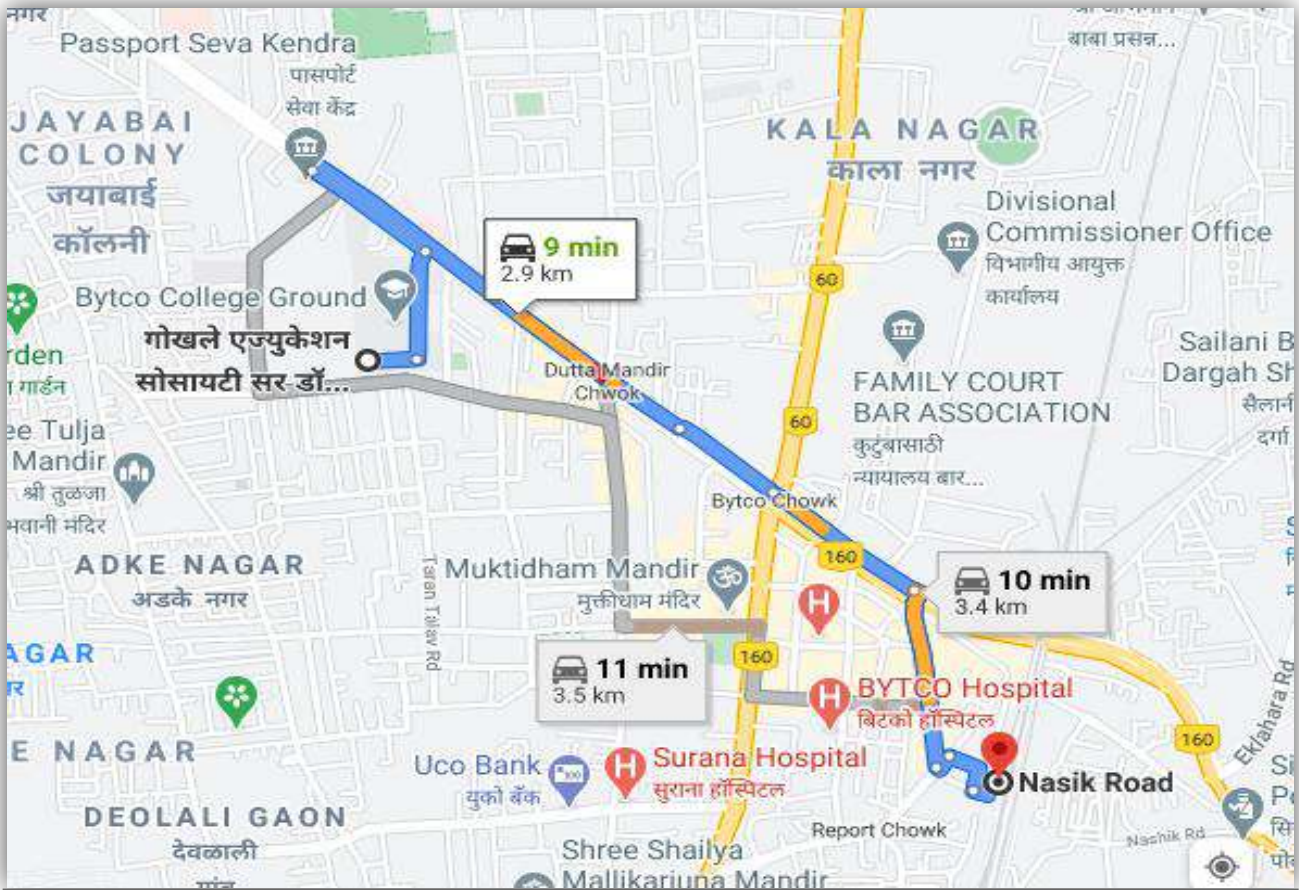 नगर
Passport Seva Kendra
पासपोर्ट
सेवा केंद्र
बाबा प्रसन्न...
JAYABAI
COLONY
जयाबाई
कॉलनी
KALA NAGAR
काला नगर
Divisional
Commissioner Office
विभागीय आयुक्त
कार्यालय
9 min
2.9 km
60
Bytco College Ground
गोखले एज्युकेशन
सोसायटी सर डॉ...
rden
गार्डन
Dutta Mandir
Chwok
FAMILY COURT
BAR ASSOCIATION
कुटुंबासाठी
न्यायालय बार...
Sailani B
Dargah Sh
सैलानी
दर्गा
60
ee Tulja
Mandir
श्री तुळजा
भवानी मंदिर
Bytco Chowk
160
ADKE NAGAR
अडके नगर
Taran Talav Rd
Muktidham Mandir
मुक्तीधाम मंदिर
H
10 min
3.4 km
AGAR
11 min
3.5 km
160
H
BYTCO Hospital
बिटको हॉस्पिटल
160
Eklahara Rd
E NAGAR
Uco Bank
युको बँक
H
Surana Hospital
सुराना हॉस्पिटल
Nasik Road
DEOLALI GAON
देवळाली
Report Chowk
Nashik Rd
Shree Shailya
Mallikarjuna Mandir